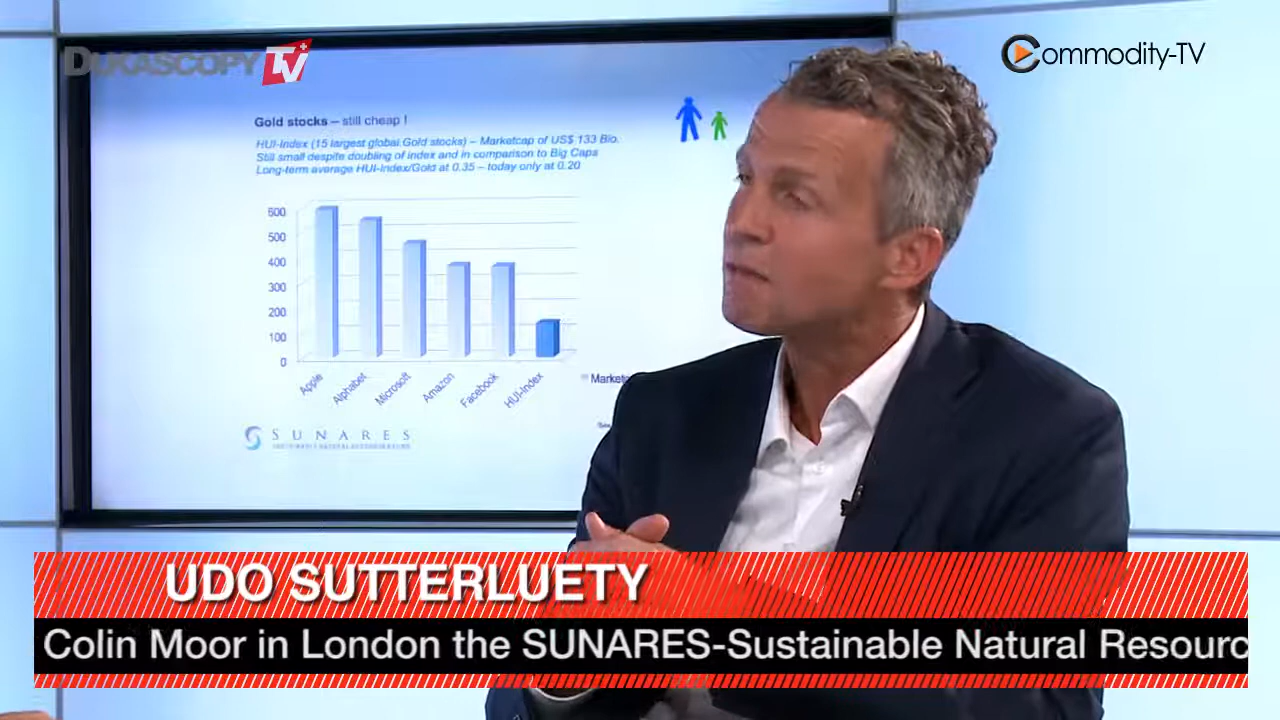 DUKASCOPY TV
Commodity-TV
Gold stocks – still cheap !
HUI-Index (15 largest global Gold stocks) – Marketcap of US$ 133 Bio.
Still small despite doubling of index and in comparison to Big Caps
Long-term average HUI-Index/Gold at 0.35 – today only at 0.20
600
500
400
300
200
100
0
Apple
Alphabet
Microsoft
Amazon
Facebook
HUI-Index
Marketc
SUNARES
UDO SUTTERLUETY
Colin Moor in London the SUNARES-Sustainable Natural Resourc